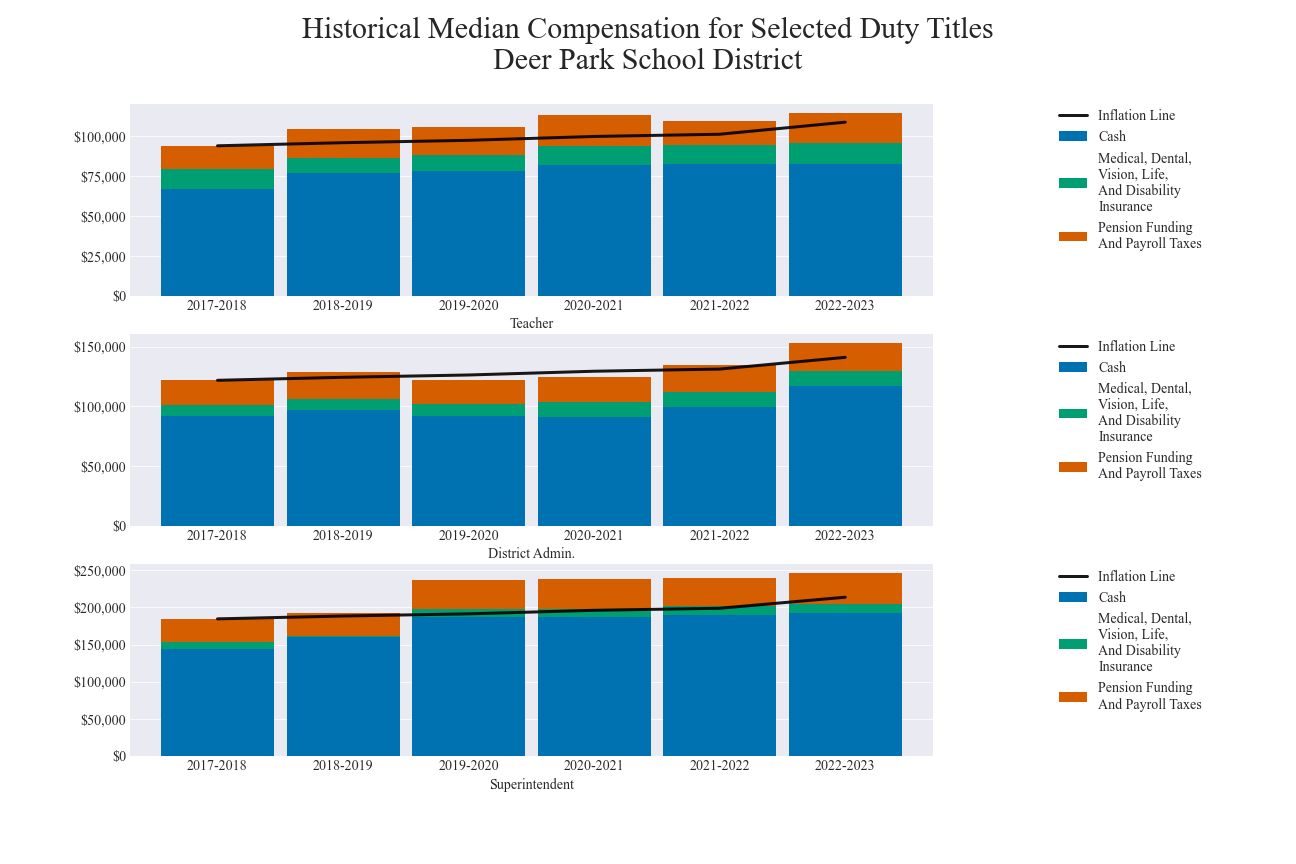 Historical Median Compensation for Selected Duty Titles
Deer Park School District
$100,000
$75,000
$50,000
$25,000
$0
2017-2018 2018-2019 2019-2020 2020-2021 2021-2022 2022-2023
Teacher
Inflation Line
Cash
Medical, Dental,
Vision, Life,
And Disability
Insurance
Pension Funding
And Payroll Taxes
$150,000
$100,000
$50,000
$0
2017-2018 2018-2019 2019-2020 2020-2021 2021-2022 2022-2023
District Admin.
Inflation Line
Cash
Medical, Dental,
Vision, Life,
And Disability
Insurance
Pension Funding
And Payroll Taxes
$250,000
$200,000
$150,000
$100,000
$50,000
$0
2017-2018 2018-2019 2019-2020 2020-2021 2021-2022 2022-2023
Superintendent
Inflation Line
Cash
Medical, Dental,
Vision, Life,
And Disability
Insurance
Pension Funding
And Payroll Taxes